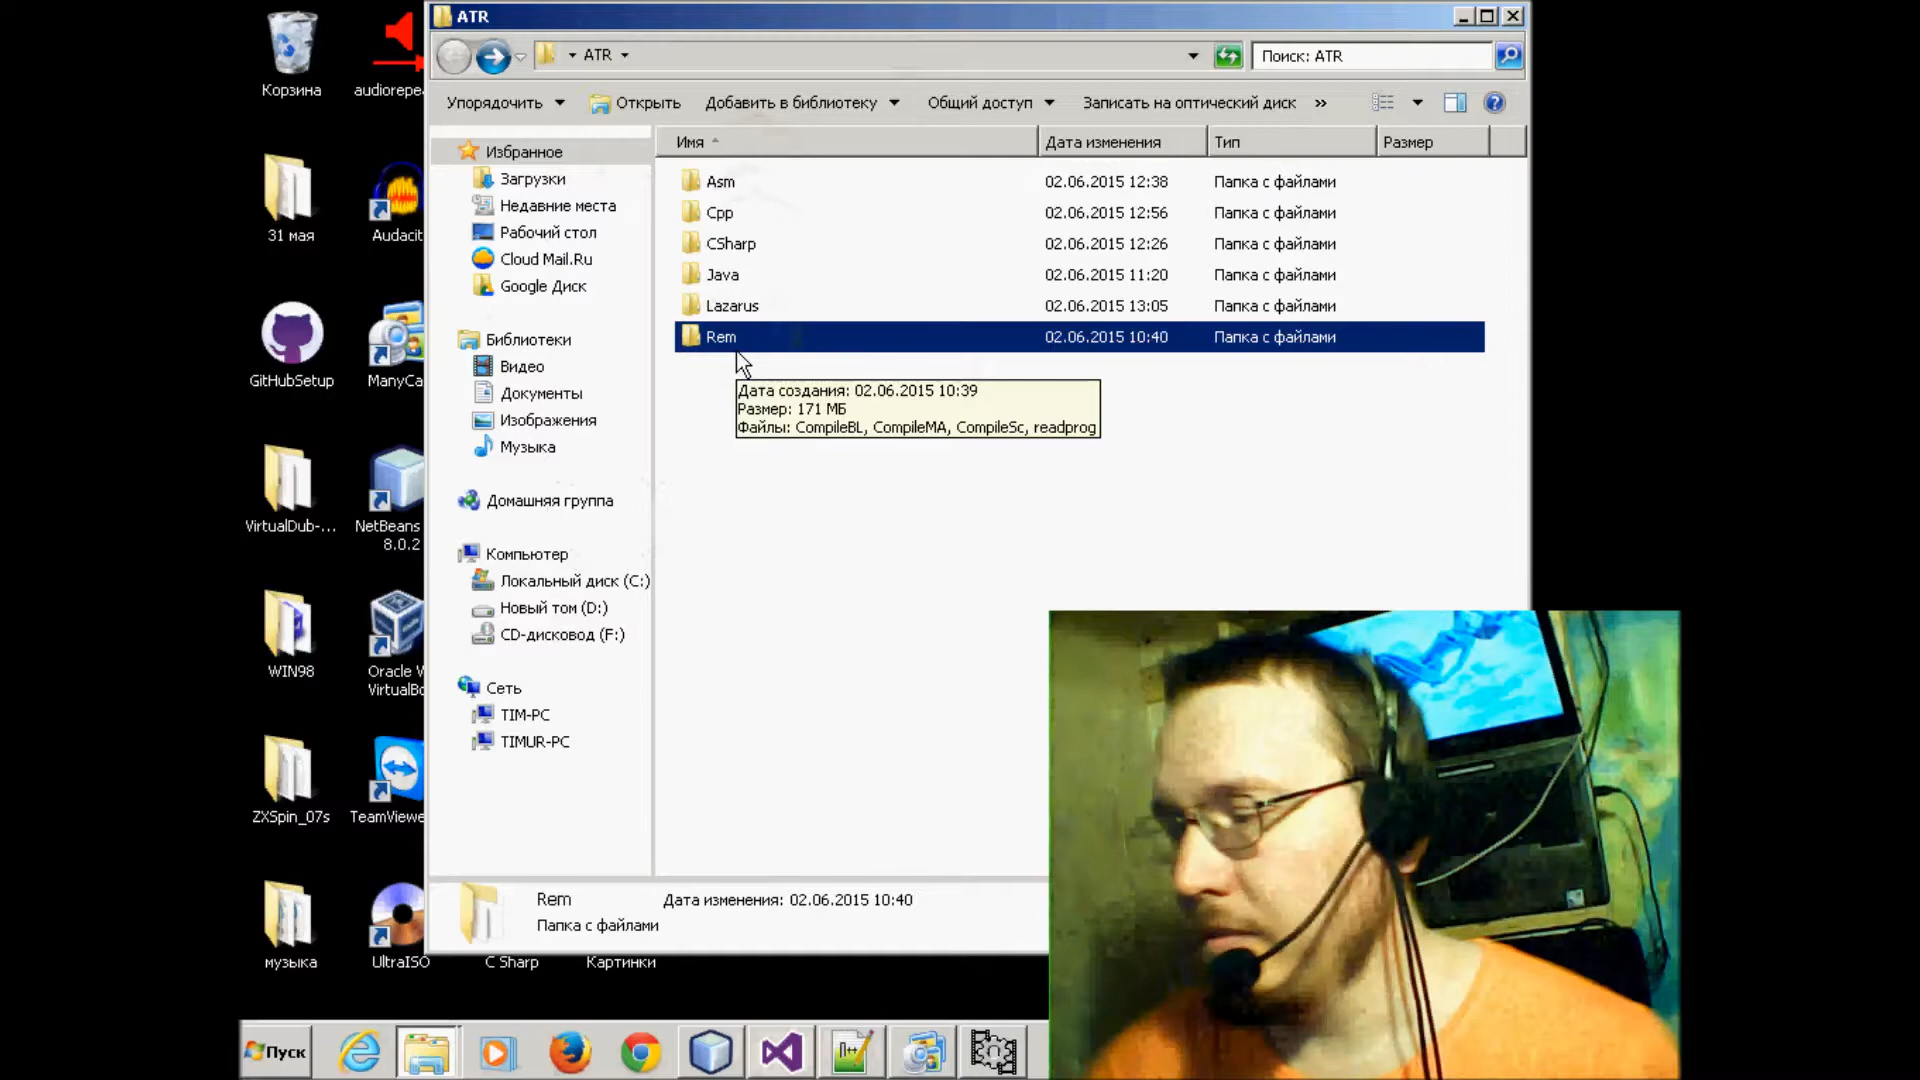 ATR
ATR
Поиск: ATR
Упорядочить
Открыть
Добавить в библиотеку
Общий доступ
Записать на оптический диск
»
Имя
Дата изменения
Тип
Размер
Asm
02.06.2015 12:38
Папка с файлами
Cpp
02.06.2015 12:56
Папка с файлами
CSharp
02.06.2015 12:26
Папка с файлами
Java
02.06.2015 11:20
Папка с файлами
Lazarus
02.06.2015 13:05
Папка с файлами
Rem
02.06.2015 10:40
Папка с файлами
Дата создания: 02.06.2015 10:39
Размер: 171 МБ
Файлы: CompileBL, CompileMA, CompileSc, readprog
Избранное
Загрузки
Недавние места
Рабочий стол
Cloud Mail.Ru
Google Диск
Библиотеки
Видео
Документы
Изображения
Музыка
Домашняя группа
Компьютер
Локальный диск (C:)
Новый том (D:)
CD-дисковод (F:)
Сеть
TIM-PC
TIMUR-PC
Rem
Дата изменения: 02.06.2015 10:40
Папка с файлами
Корзина
audiorepe
31 мая
Audacit
GitHubSetup
ManyCa
VirtualDub-...
NetBeans
8.0.2
WIN98
Oracle V
VirtualBo
ZXSpin_07s
TeamViewe
музыка
UltraISO
C Sharp
Картинки
Пуск